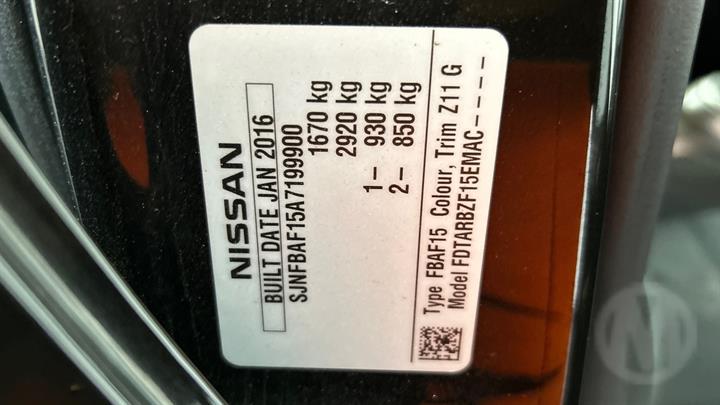 NISSAN
BUILT DATE JAN 2016
SJNFBAF15A7199900
1670 kg
2920 kg
1– 930 kg
2– 850 kg
Type FBAF15 Colour, Trim Z11 G
Model FDTARBZF15EMAC––––
M